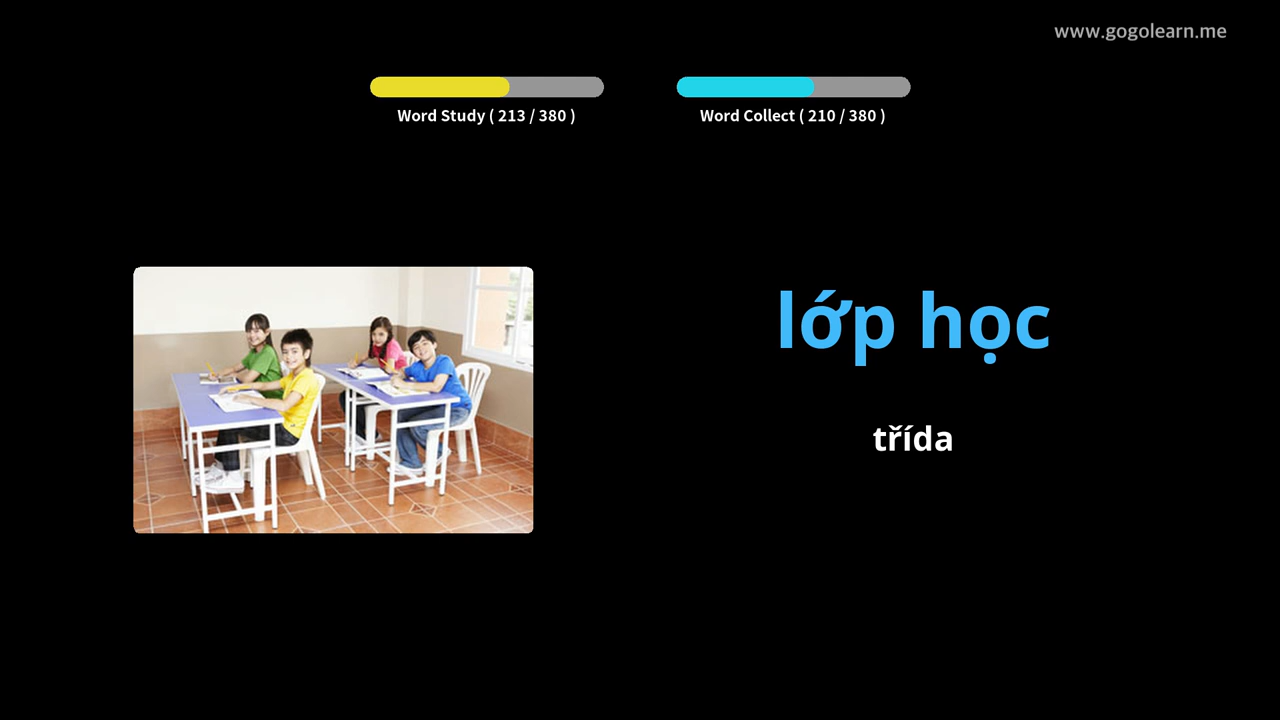 www.gogolearn.me
Word Study ( 213 / 380 )
Word Collect ( 210 / 380 )
lớp học
třída